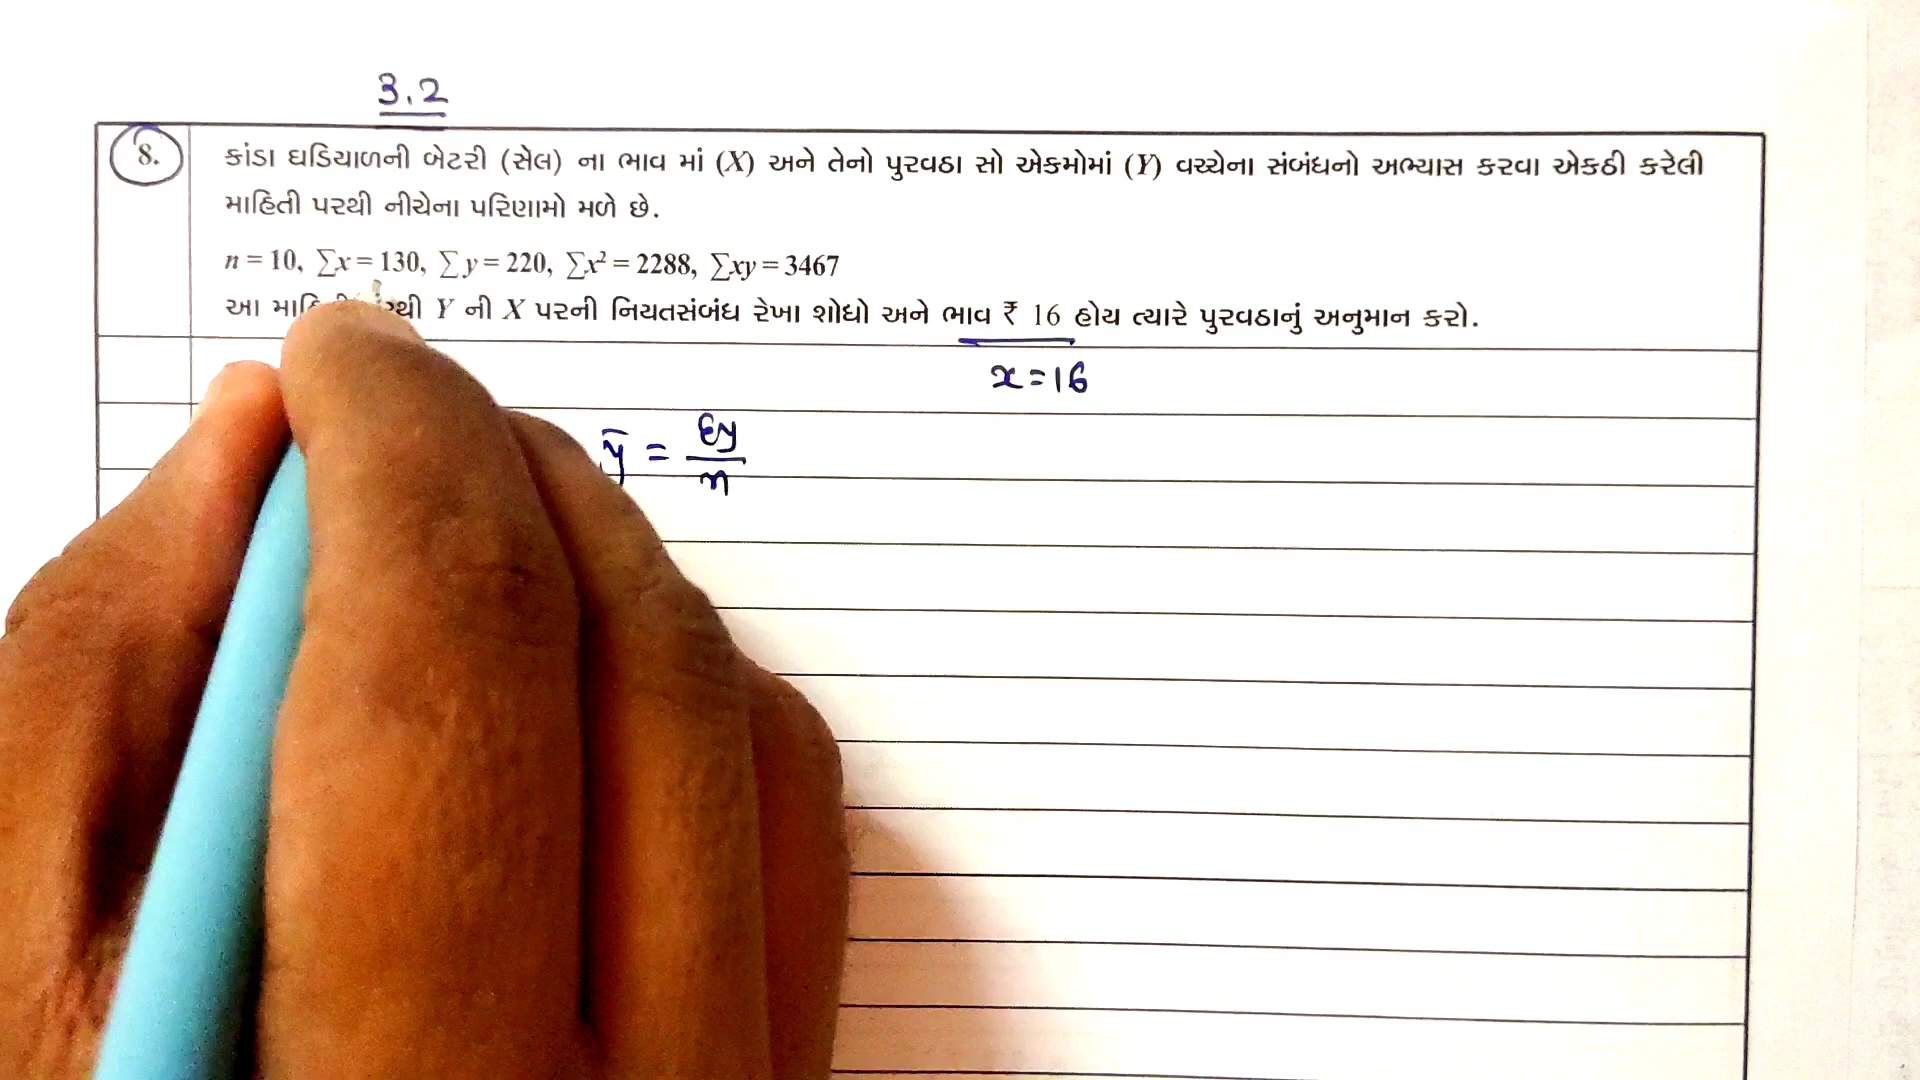 3.2
8. કાંડા ઘડિયાળની બેટરી (સેલ) ના ભાવ માં (X) અને તેનો પુરવઠા સો એકમોમાં (Y) વચ્ચેના સંબંધનો અભ્યાસ કરવા એકઠી કરેલી
માહિતી પરથી નીચેના પરિણામો મળે છે.
n = 10, ∑x = 130, ∑y = 220, ∑x² = 2288, ∑xy = 3467
આ Y ની X પરની નિયતસંબંધ રેખા શોધો અને ભાવ ₹ 16 હોય ત્યારે પુરવઠાનું અનુમાન કરો.
x = 16
ȳ = Σy / n